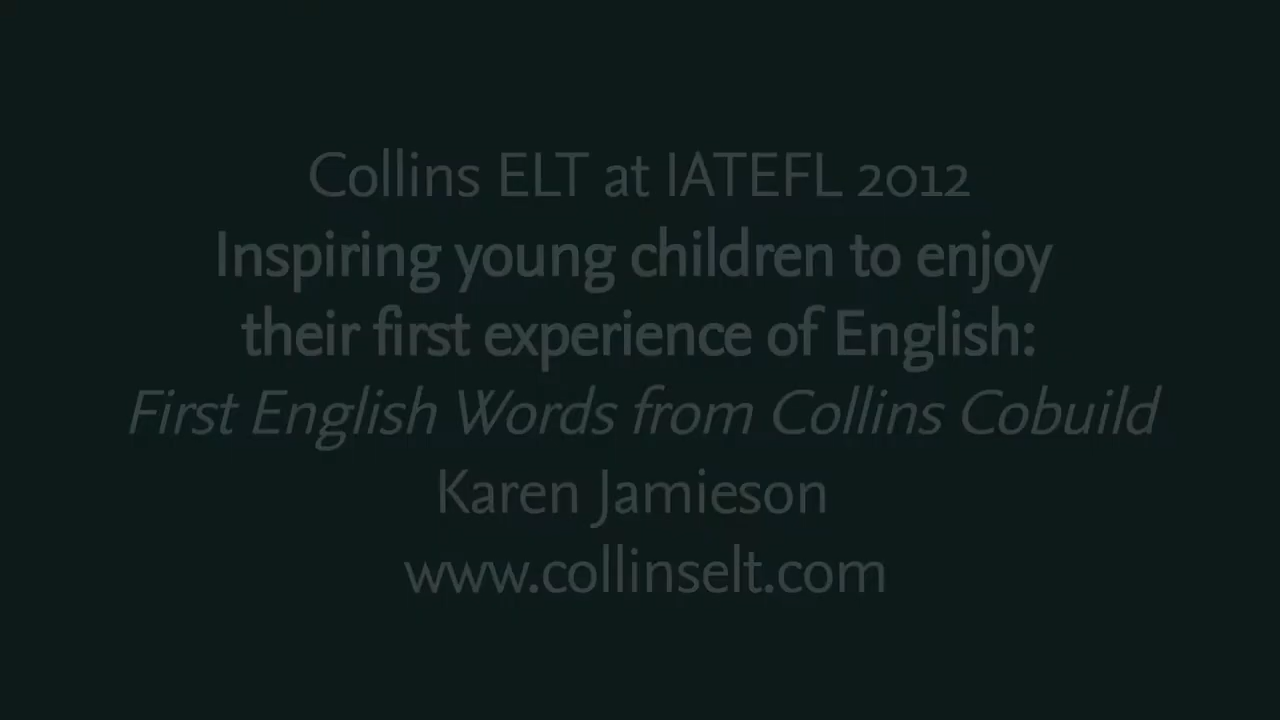 Collins ELT at IATEFL 2012
Inspiring young children to enjoy
their first experience of English:
First English Words from Collins Cobuild
Karen Jamieson
www.collinselt.com